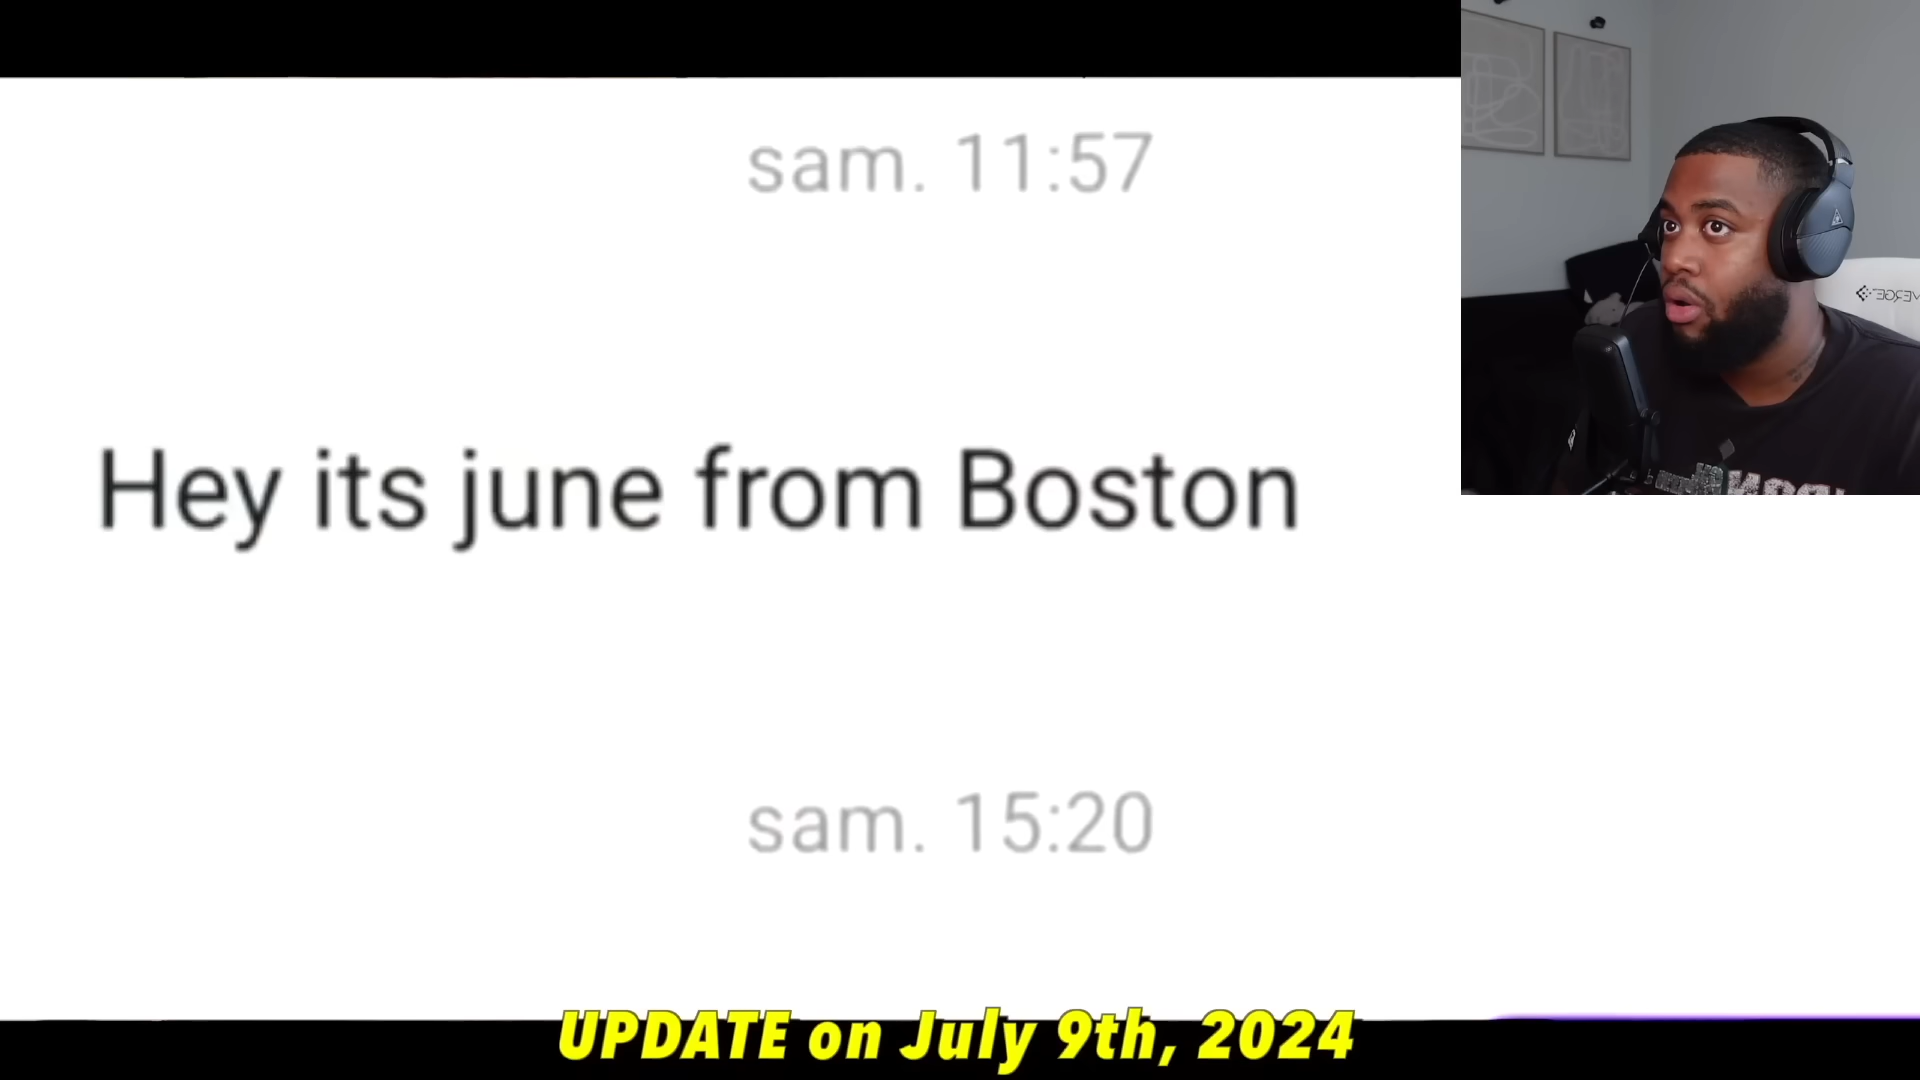 sam. 11:57
Hey its june from Boston
sam. 15:20
UPDATE on July 9th, 2024